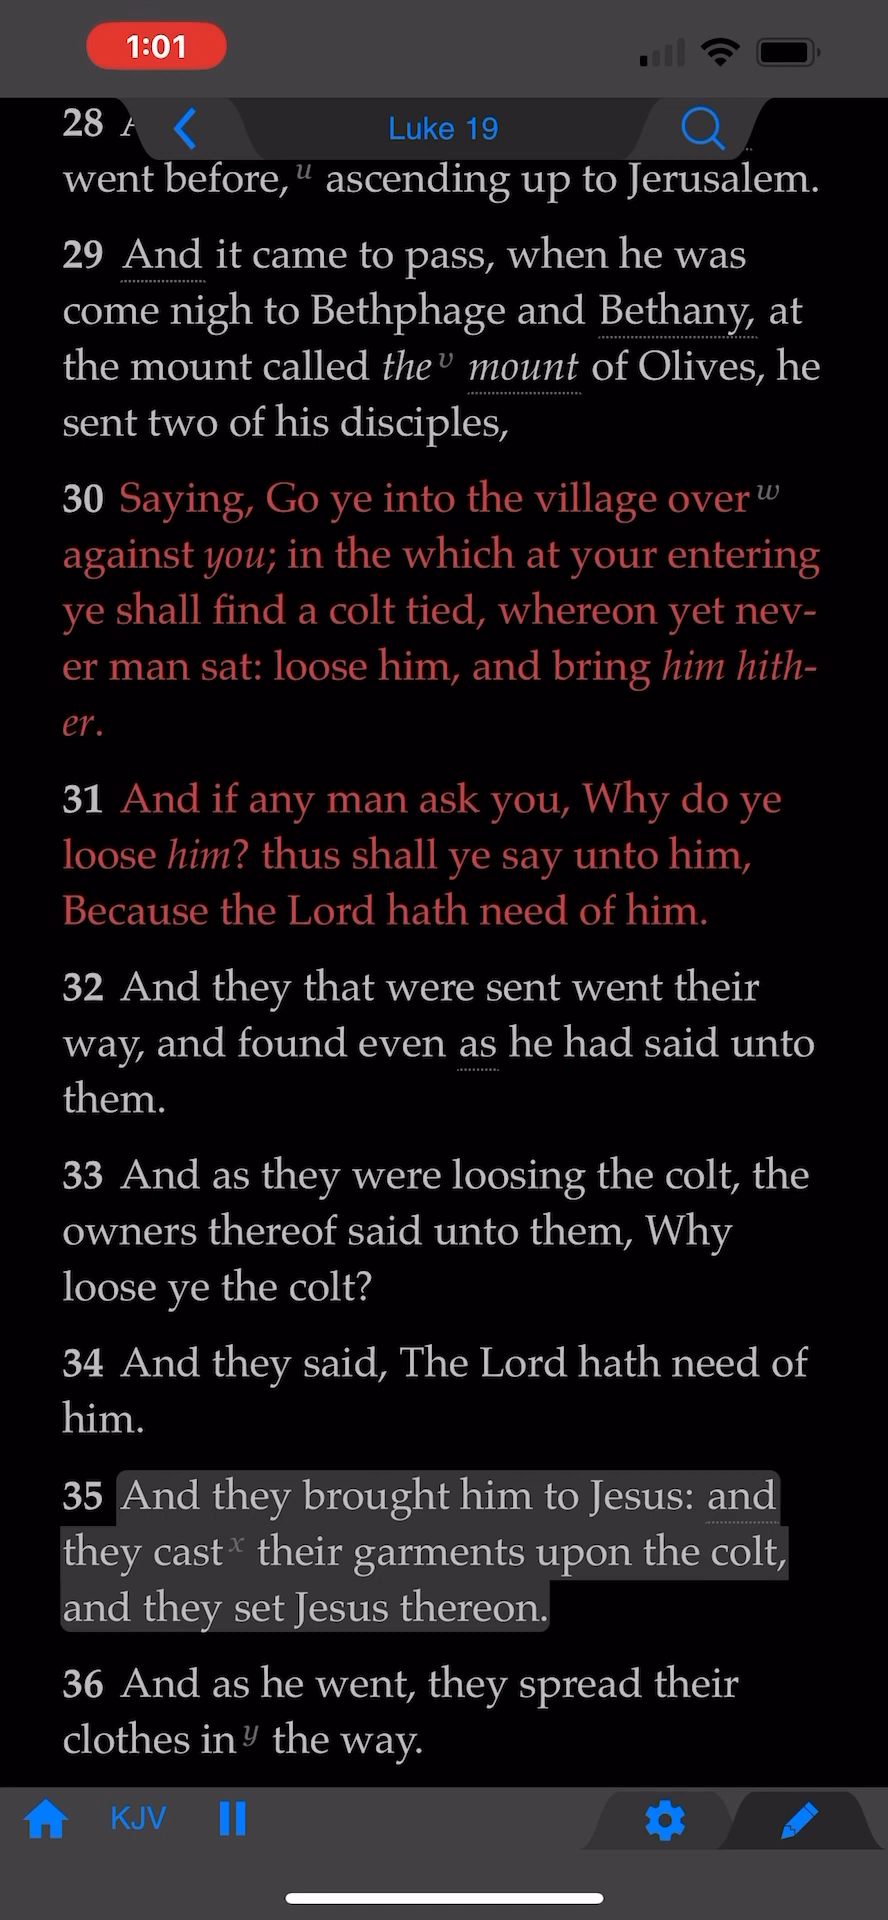 1:01
Luke 19
28
went before, u ascending up to Jerusalem.
29 And it came to pass, when he was
come nigh to Bethphage and Bethany, at
the mount called the v mount of Olives, he
sent two of his disciples,
30 Saying, Go ye into the village over w
against you; in the which at your entering
ye shall find a colt tied, whereon yet nev-
er man sat: loose him, and bring him hith-
er.
31 And if any man ask you, Why do ye
loose him? thus shall ye say unto him,
Because the Lord hath need of him.
32 And they that were sent went their
way, and found even as he had said unto
them.
33 And as they were loosing the colt, the
owners thereof said unto them, Why
loose ye the colt?
34 And they said, The Lord hath need of
him.
35 And they brought him to Jesus: and
they cast x their garments upon the colt,
and they set Jesus thereon.
36 And as he went, they spread their
clothes in y the way.
KJV